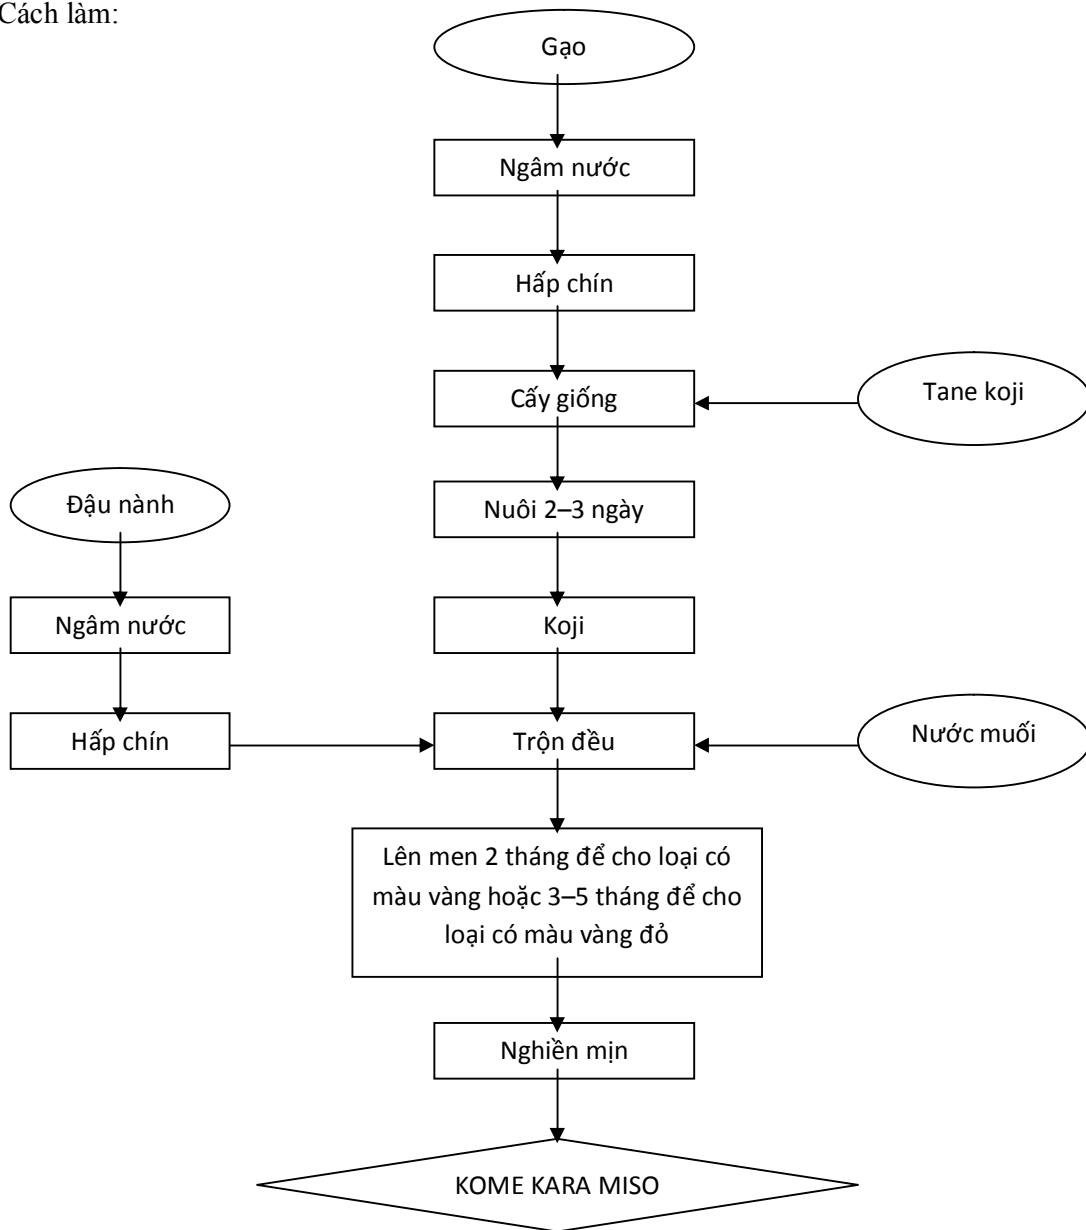 Cách làm:
Gạo
Ngâm nước
Hấp chín
Cấy giống
Tane koji
Nuôi 2–3 ngày
Đậu nành
Ngâm nước
Koji
Hấp chín
Trộn đều
Nước muối
Lên men 2 tháng để cho loại có
màu vàng hoặc 3–5 tháng để cho
loại có màu vàng đỏ
Nghiền mịn
KOME KARA MISO